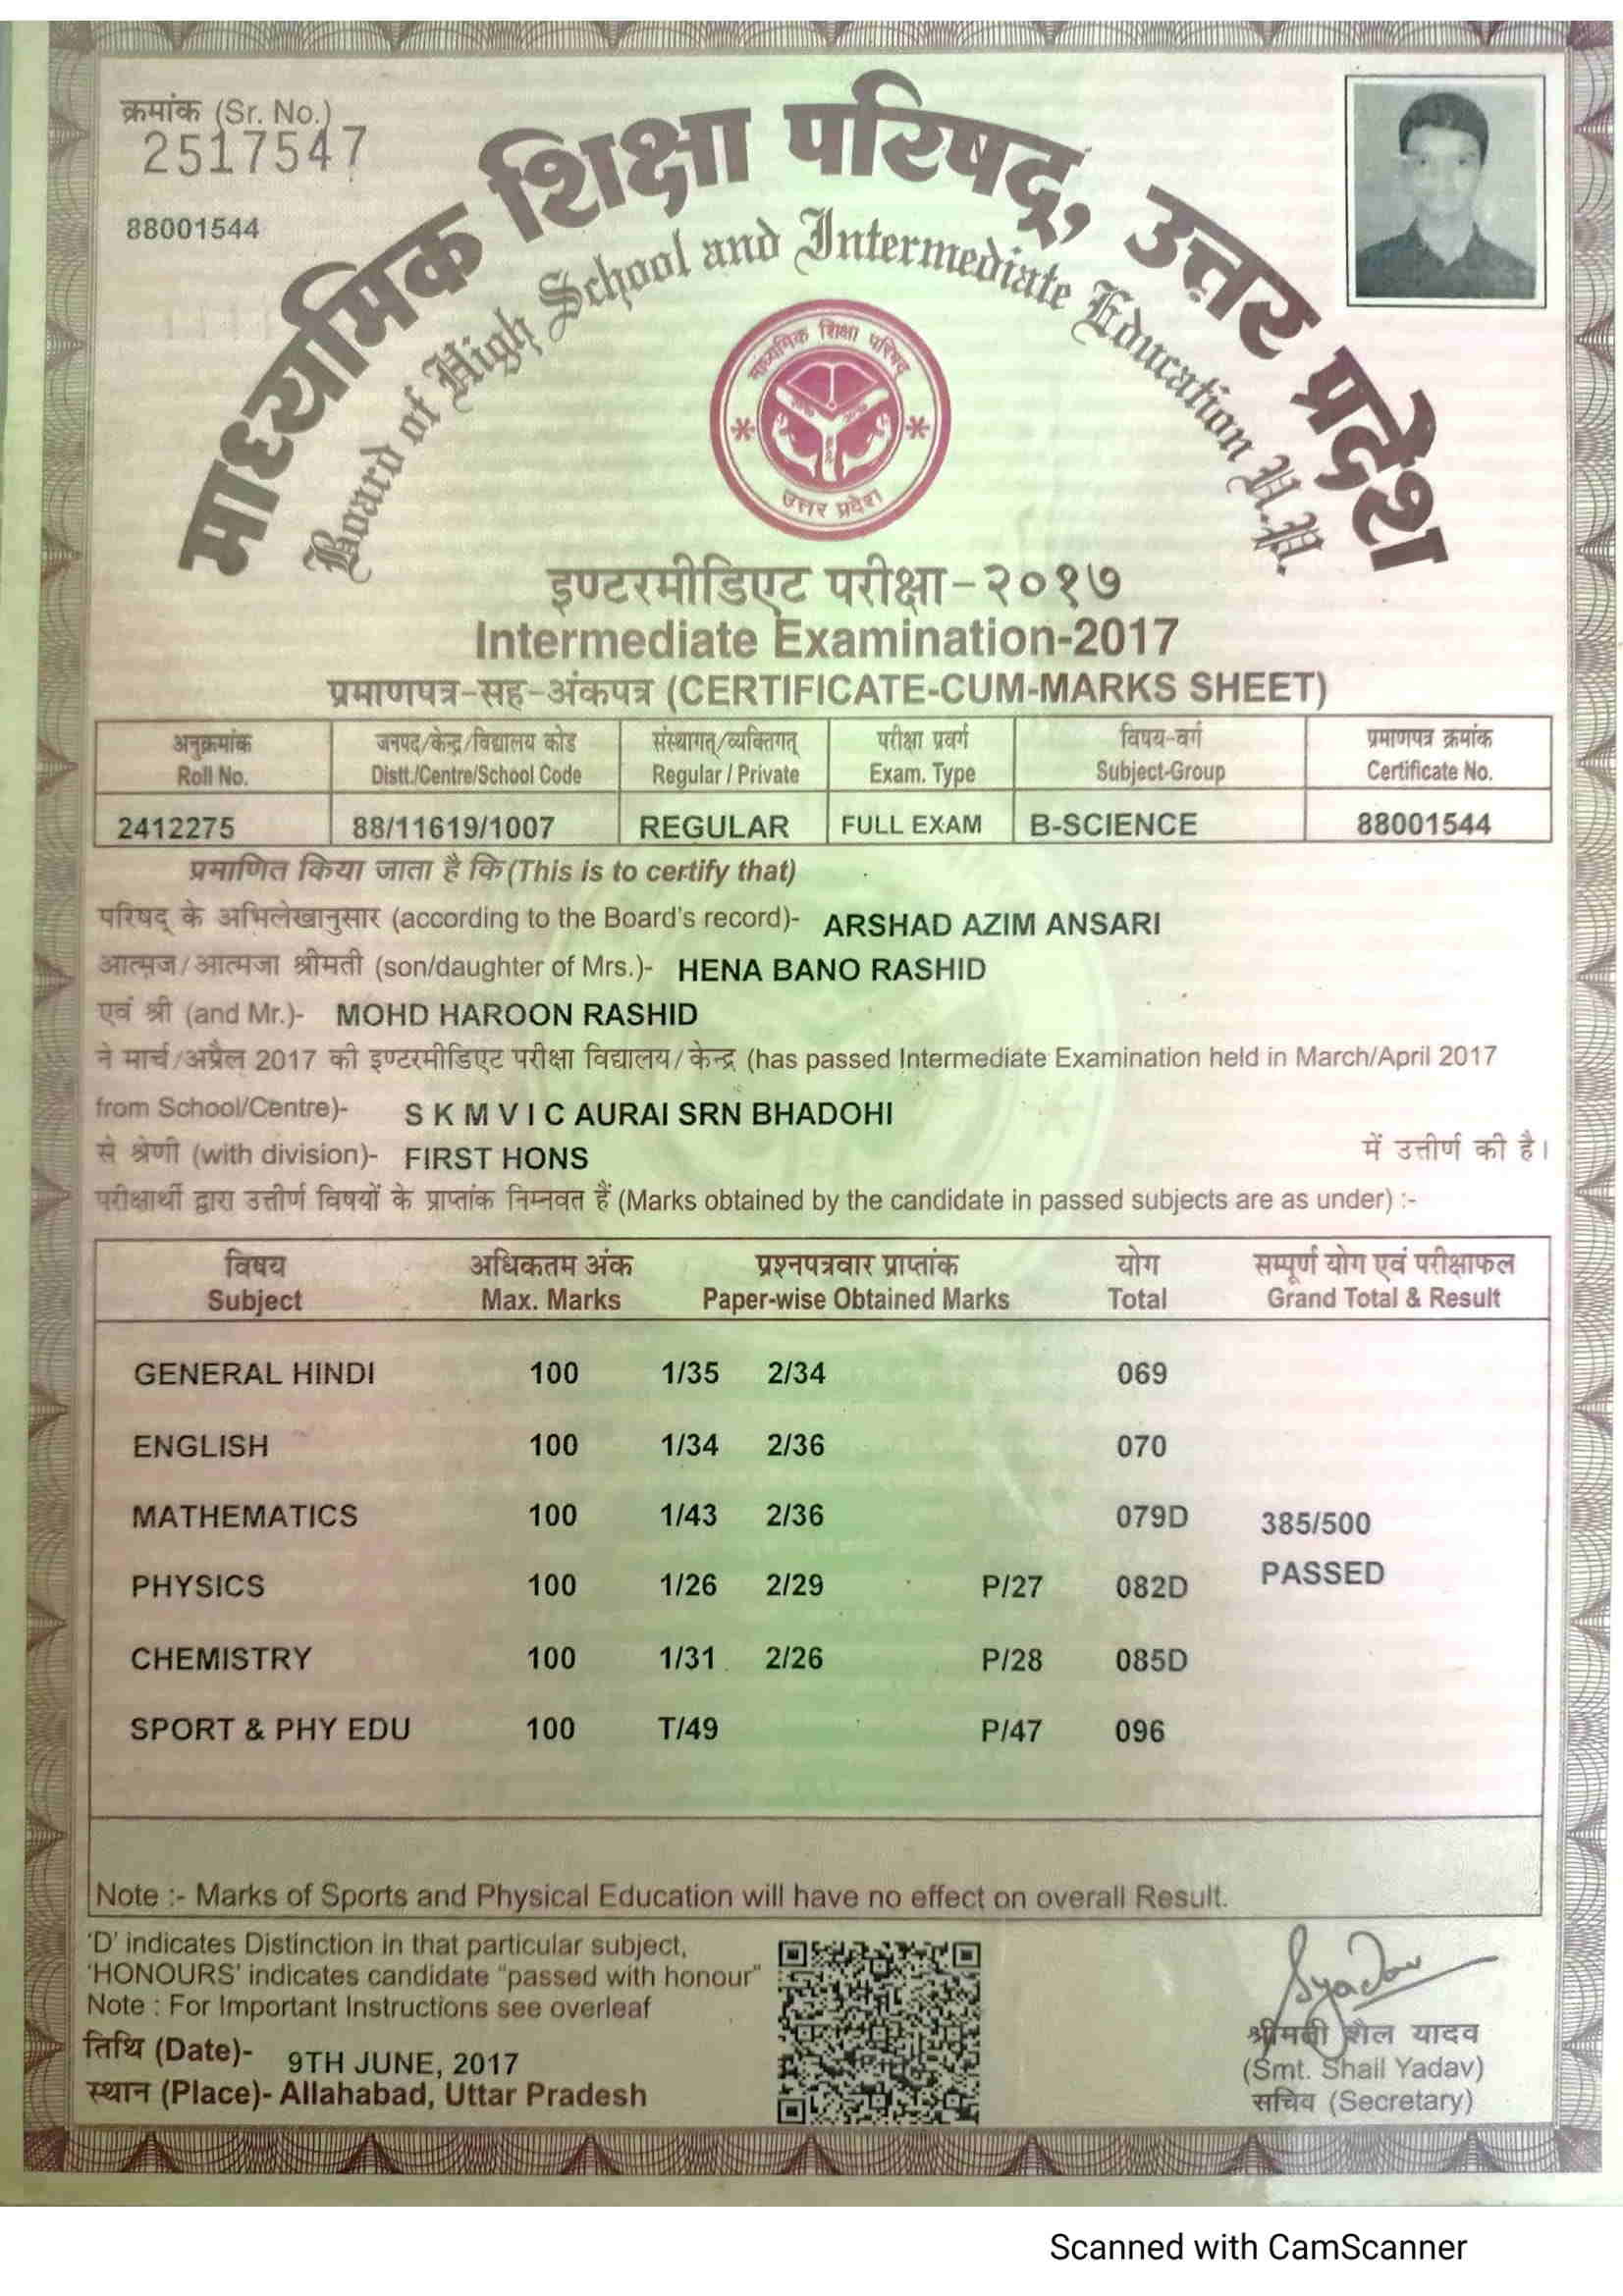 क्रमांक (Sr. No.)
2517547
88001544
माध्यमिक शिक्षा परिषद्, उत्तर प्रदेश
Board of High School and Intermediate Education U.P.
माध्यमिक शिक्षा परिषद्
उत्तर प्रदेश
इण्टरमीडिएट परीक्षा-२०१७
Intermediate Examination-2017
प्रमाणपत्र-सह-अंकपत्र (CERTIFICATE-CUM-MARKS SHEET)
अनुक्रमांक जनपद/केन्द्र/विद्यालय कोड संस्थागत्/व्यक्तिगत् परीक्षा प्रवर्ग विषय-वर्ग प्रमाणपत्र क्रमांक
Roll No. Distt./Centre/School Code Regular / Private Exam. Type Subject-Group Certificate No.
2412275 88/11619/1007 REGULAR FULL EXAM B-SCIENCE 88001544
प्रमाणित किया जाता है कि (This is to certify that)
परिषद् के अभिलेखानुसार (according to the Board's record)- ARSHAD AZIM ANSARI
आत्मज/आत्मजा श्रीमती (son/daughter of Mrs.)- HENA BANO RASHID
एवं श्री (and Mr.)- MOHD HAROON RASHID
ने मार्च/अप्रैल 2017 की इण्टरमीडिएट परीक्षा विद्यालय/केन्द्र (has passed Intermediate Examination held in March/April 2017
from School/Centre)- S K M V I C AURAI SRN BHADOHI
से श्रेणी (with division)- FIRST HONS में उत्तीर्ण की है।
परीक्षार्थी द्वारा उत्तीर्ण विषयों के प्राप्तांक निम्नवत हैं (Marks obtained by the candidate in passed subjects are as under) :-
विषय अधिकतम अंक प्रश्नपत्रवार प्राप्तांक योग सम्पूर्ण योग एवं परीक्षाफल
Subject Max. Marks Paper-wise Obtained Marks Total Grand Total & Result
GENERAL HINDI 100 1/35 2/34 069
ENGLISH 100 1/34 2/36 070
MATHEMATICS 100 1/43 2/36 079D 385/500
PHYSICS 100 1/26 2/29 P/27 082D PASSED
CHEMISTRY 100 1/31 2/26 P/28 085D
SPORT & PHY EDU 100 T/49 P/47 096
Note :- Marks of Sports and Physical Education will have no effect on overall Result.
'D' indicates Distinction in that particular subject,
'HONOURS' indicates candidate "passed with honour"
Note : For Important Instructions see overleaf
तिथि (Date)- 9TH JUNE, 2017
स्थान (Place)- Allahabad, Uttar Pradesh
Syadav
श्रीमती शैल यादव
(Smt. Shail Yadav)
सचिव (Secretary)
Scanned with CamScanner